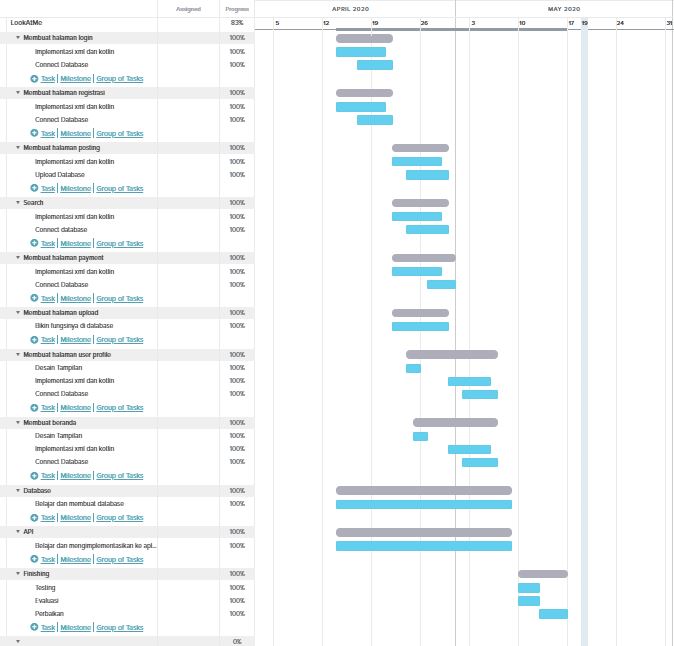 Assigned Progress APRIL 2020 MAY 2020
LookAtMe 83% 5 12 19 26 3 10 17 19 24 31
Membuat halaman login 100%
Implementasi xml dan kotlin 100%
Connect Database 100%
Task | Milestone | Group of Tasks
Membuat halaman registrasi 100%
Implementasi xml dan kotlin 100%
Connect Database 100%
Task | Milestone | Group of Tasks
Membuat halaman posting 100%
Implementasi xml dan kotlin 100%
Upload Database 100%
Task | Milestone | Group of Tasks
Search 100%
Implementasi xml dan kotlin 100%
Connect database 100%
Task | Milestone | Group of Tasks
Membuat halaman payment 100%
Implementasi xml dan kotlin 100%
Connect Database 100%
Task | Milestone | Group of Tasks
Membuat halaman upload 100%
Bikin fungsinya di database 100%
Task | Milestone | Group of Tasks
Membuat halaman user profile 100%
Desain Tampilan 100%
Implementasi xml dan kotlin 100%
Connect Database 100%
Task | Milestone | Group of Tasks
Membuat beranda 100%
Desain Tampilan 100%
Implementasi xml dan kotlin 100%
Connect Database 100%
Task | Milestone | Group of Tasks
Database 100%
Belajar dan membuat database 100%
Task | Milestone | Group of Tasks
API 100%
Belajar dan mengimplementasikan ke api... 100%
Task | Milestone | Group of Tasks
Finishing 100%
Testing 100%
Evaluasi 100%
Perbaikan 100%
Task | Milestone | Group of Tasks
0%